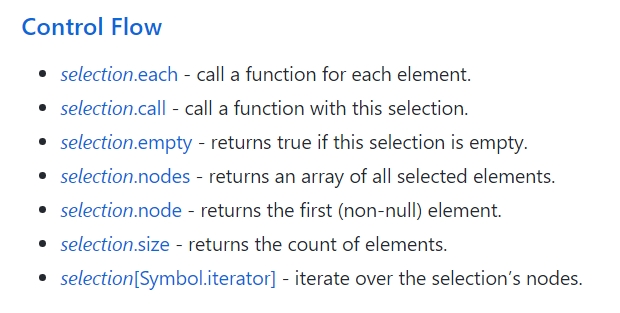 Control Flow
selection.each - call a function for each element.
selection.call - call a function with this selection.
selection.empty - returns true if this selection is empty.
selection.nodes - returns an array of all selected elements.
selection.node - returns the first (non-null) element.
selection.size - returns the count of elements.
selection[Symbol.iterator] - iterate over the selection’s nodes.